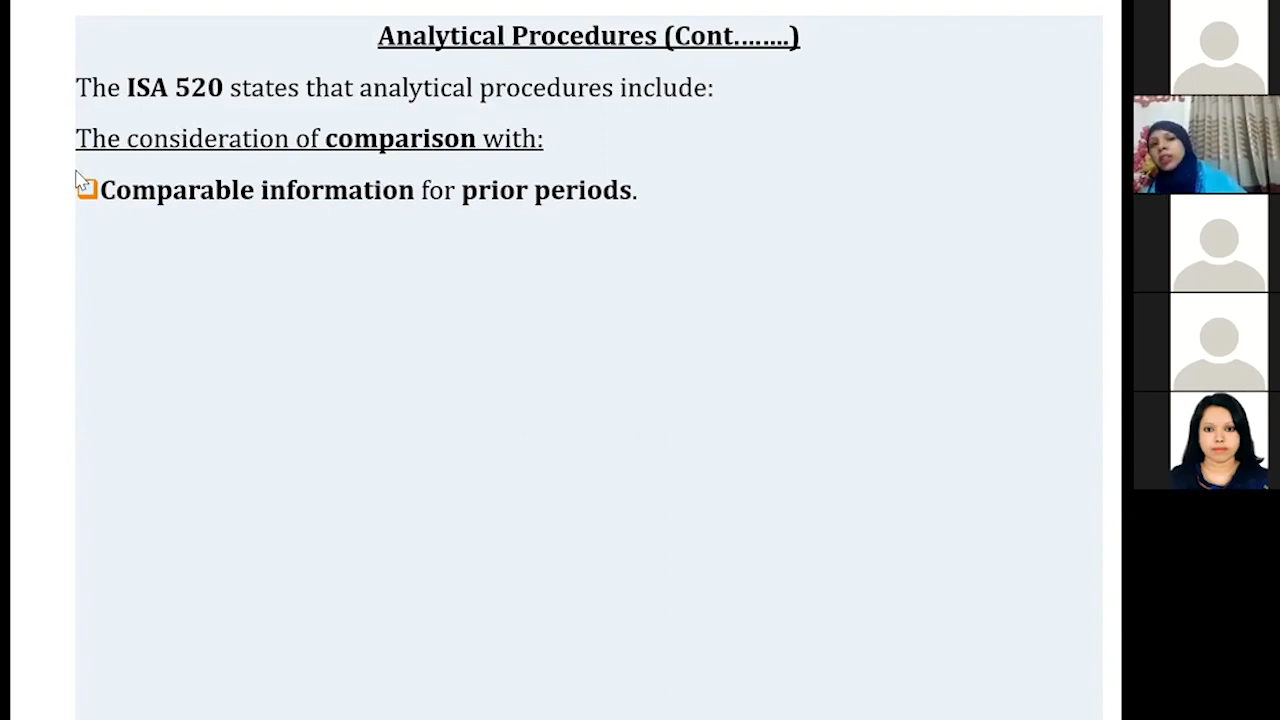 Analytical Procedures (Cont........)
The ISA 520 states that analytical procedures include:
The consideration of comparison with:
Comparable information for prior periods.